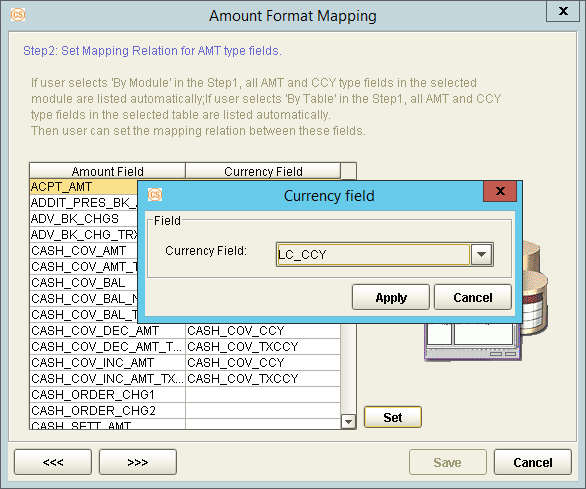 CS
Amount Format Mapping
x
Step2: Set Mapping Relation for AMT type fields.
If user selects 'By Module' in the Step1, all AMT and CCY type fields in the selected
module are listed automatically;If user selects 'By Table' in the Step1, all AMT and CCY
type fields in the selected table are listed automatically.
Then user can set the mapping relation between these fields.
Amount Field Currency Field
ACPT_AMT
ADDIT_PRES_BK_
ADV_BK_CHGS
ADV_BK_CHG_TRX
CASH_COV_AMT
CASH_COV_AMT_T
CASH_COV_BAL
CASH_COV_BAL_N
CASH_COV_BAL_T
CASH_COV_DEC_AMT CASH_COV_CCY
CASH_COV_DEC_AMT_T... CASH_COV_TXCCY
CASH_COV_INC_AMT CASH_COV_CCY
CASH_COV_INC_AMT_TX... CASH_COV_TXCCY
CASH_ORDER_CHG1
CASH_ORDER_CHG2
CASH_SETT_AMT
CS
Currency field
x
Field
Currency Field: LC_CCY
Apply Cancel
Set
<<< >>> Save Cancel